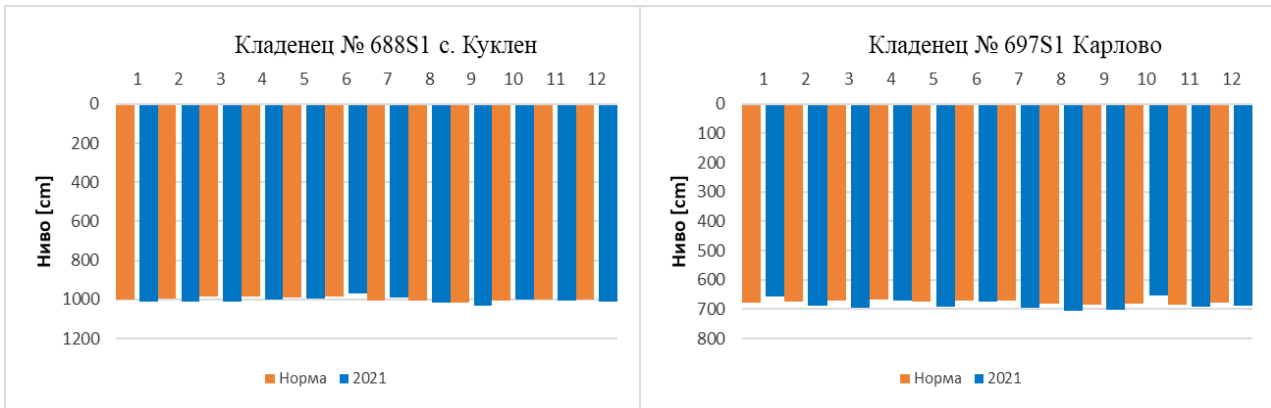 Кладенец № 688S1 с. Куклен
1 2 3 4 5 6 7 8 9 10 11 12
0
200
400
600
800
1000
1200
Ниво [cm]
Норма 2021
Кладенец № 697S1 Карлово
1 2 3 4 5 6 7 8 9 10 11 12
0
100
200
300
400
500
600
700
800
Ниво [cm]
Норма 2021